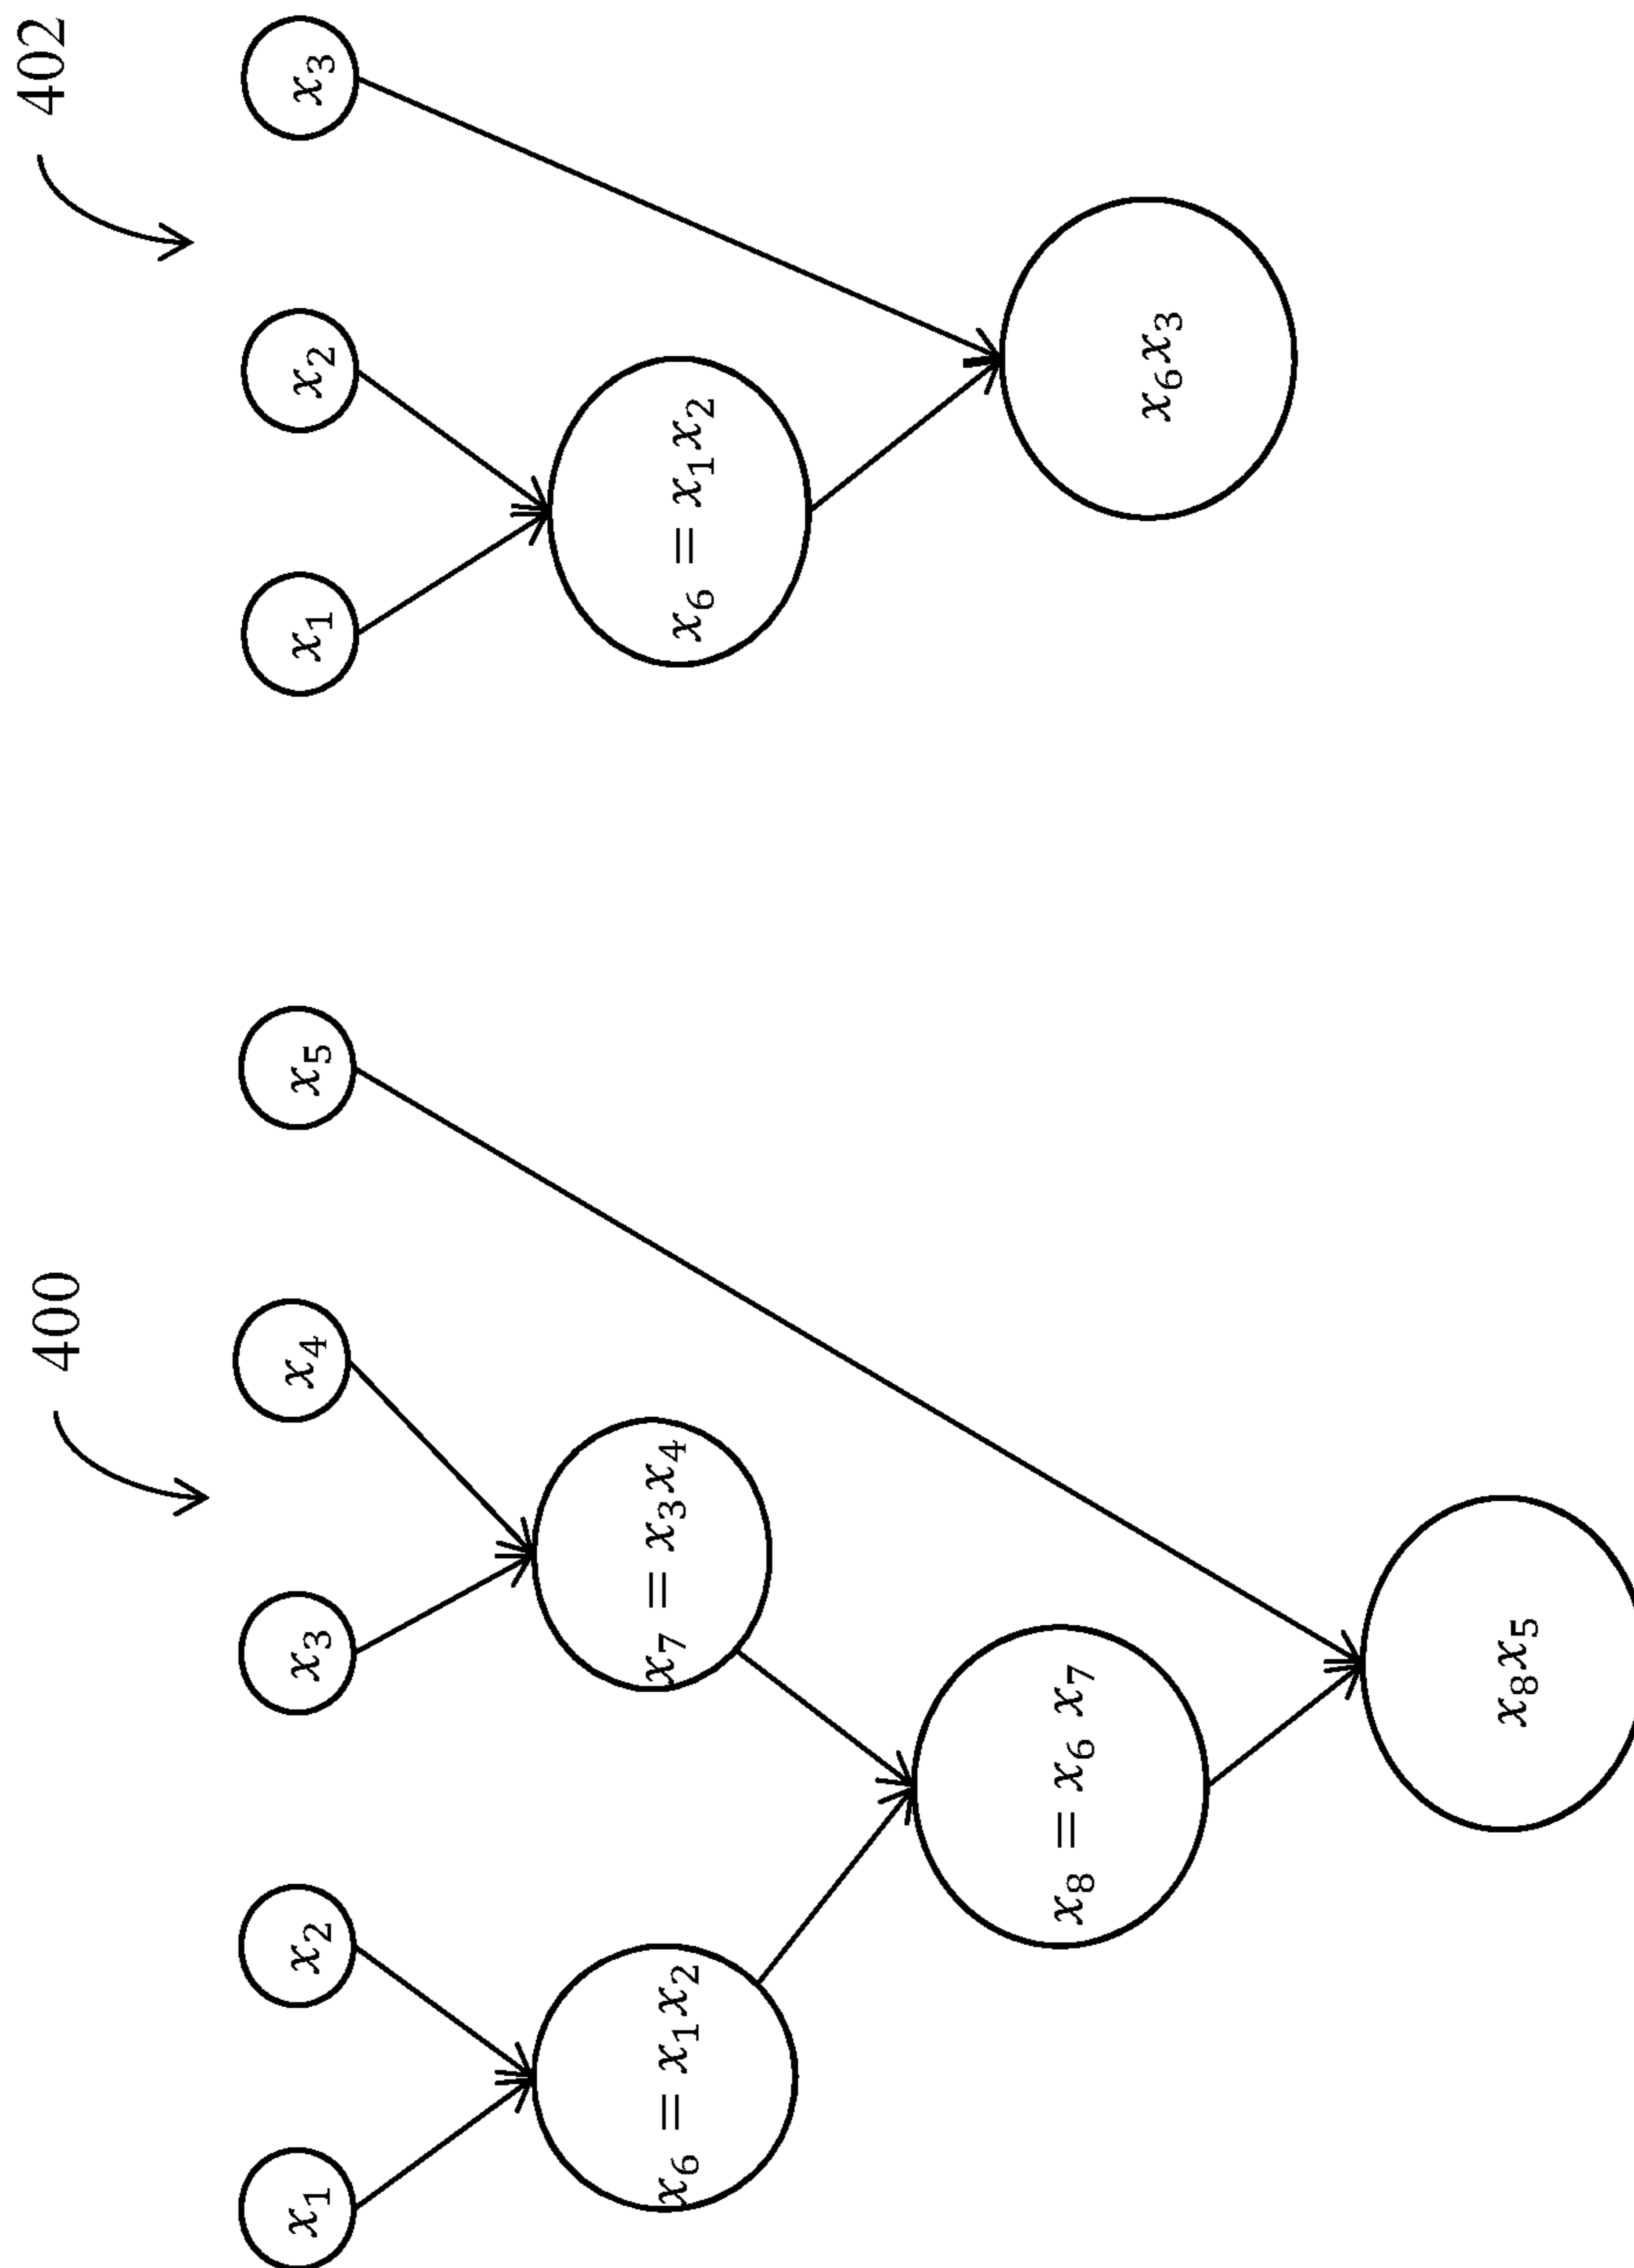 400
x₁
x₂
x₃
x₄
x₅
x₆ = x₁x₂
x₇ = x₃x₄
x₈ = x₆ x₇
x₈x₅
402
x₁
x₂
x₃
x₆ = x₁x₂
x₆x₃